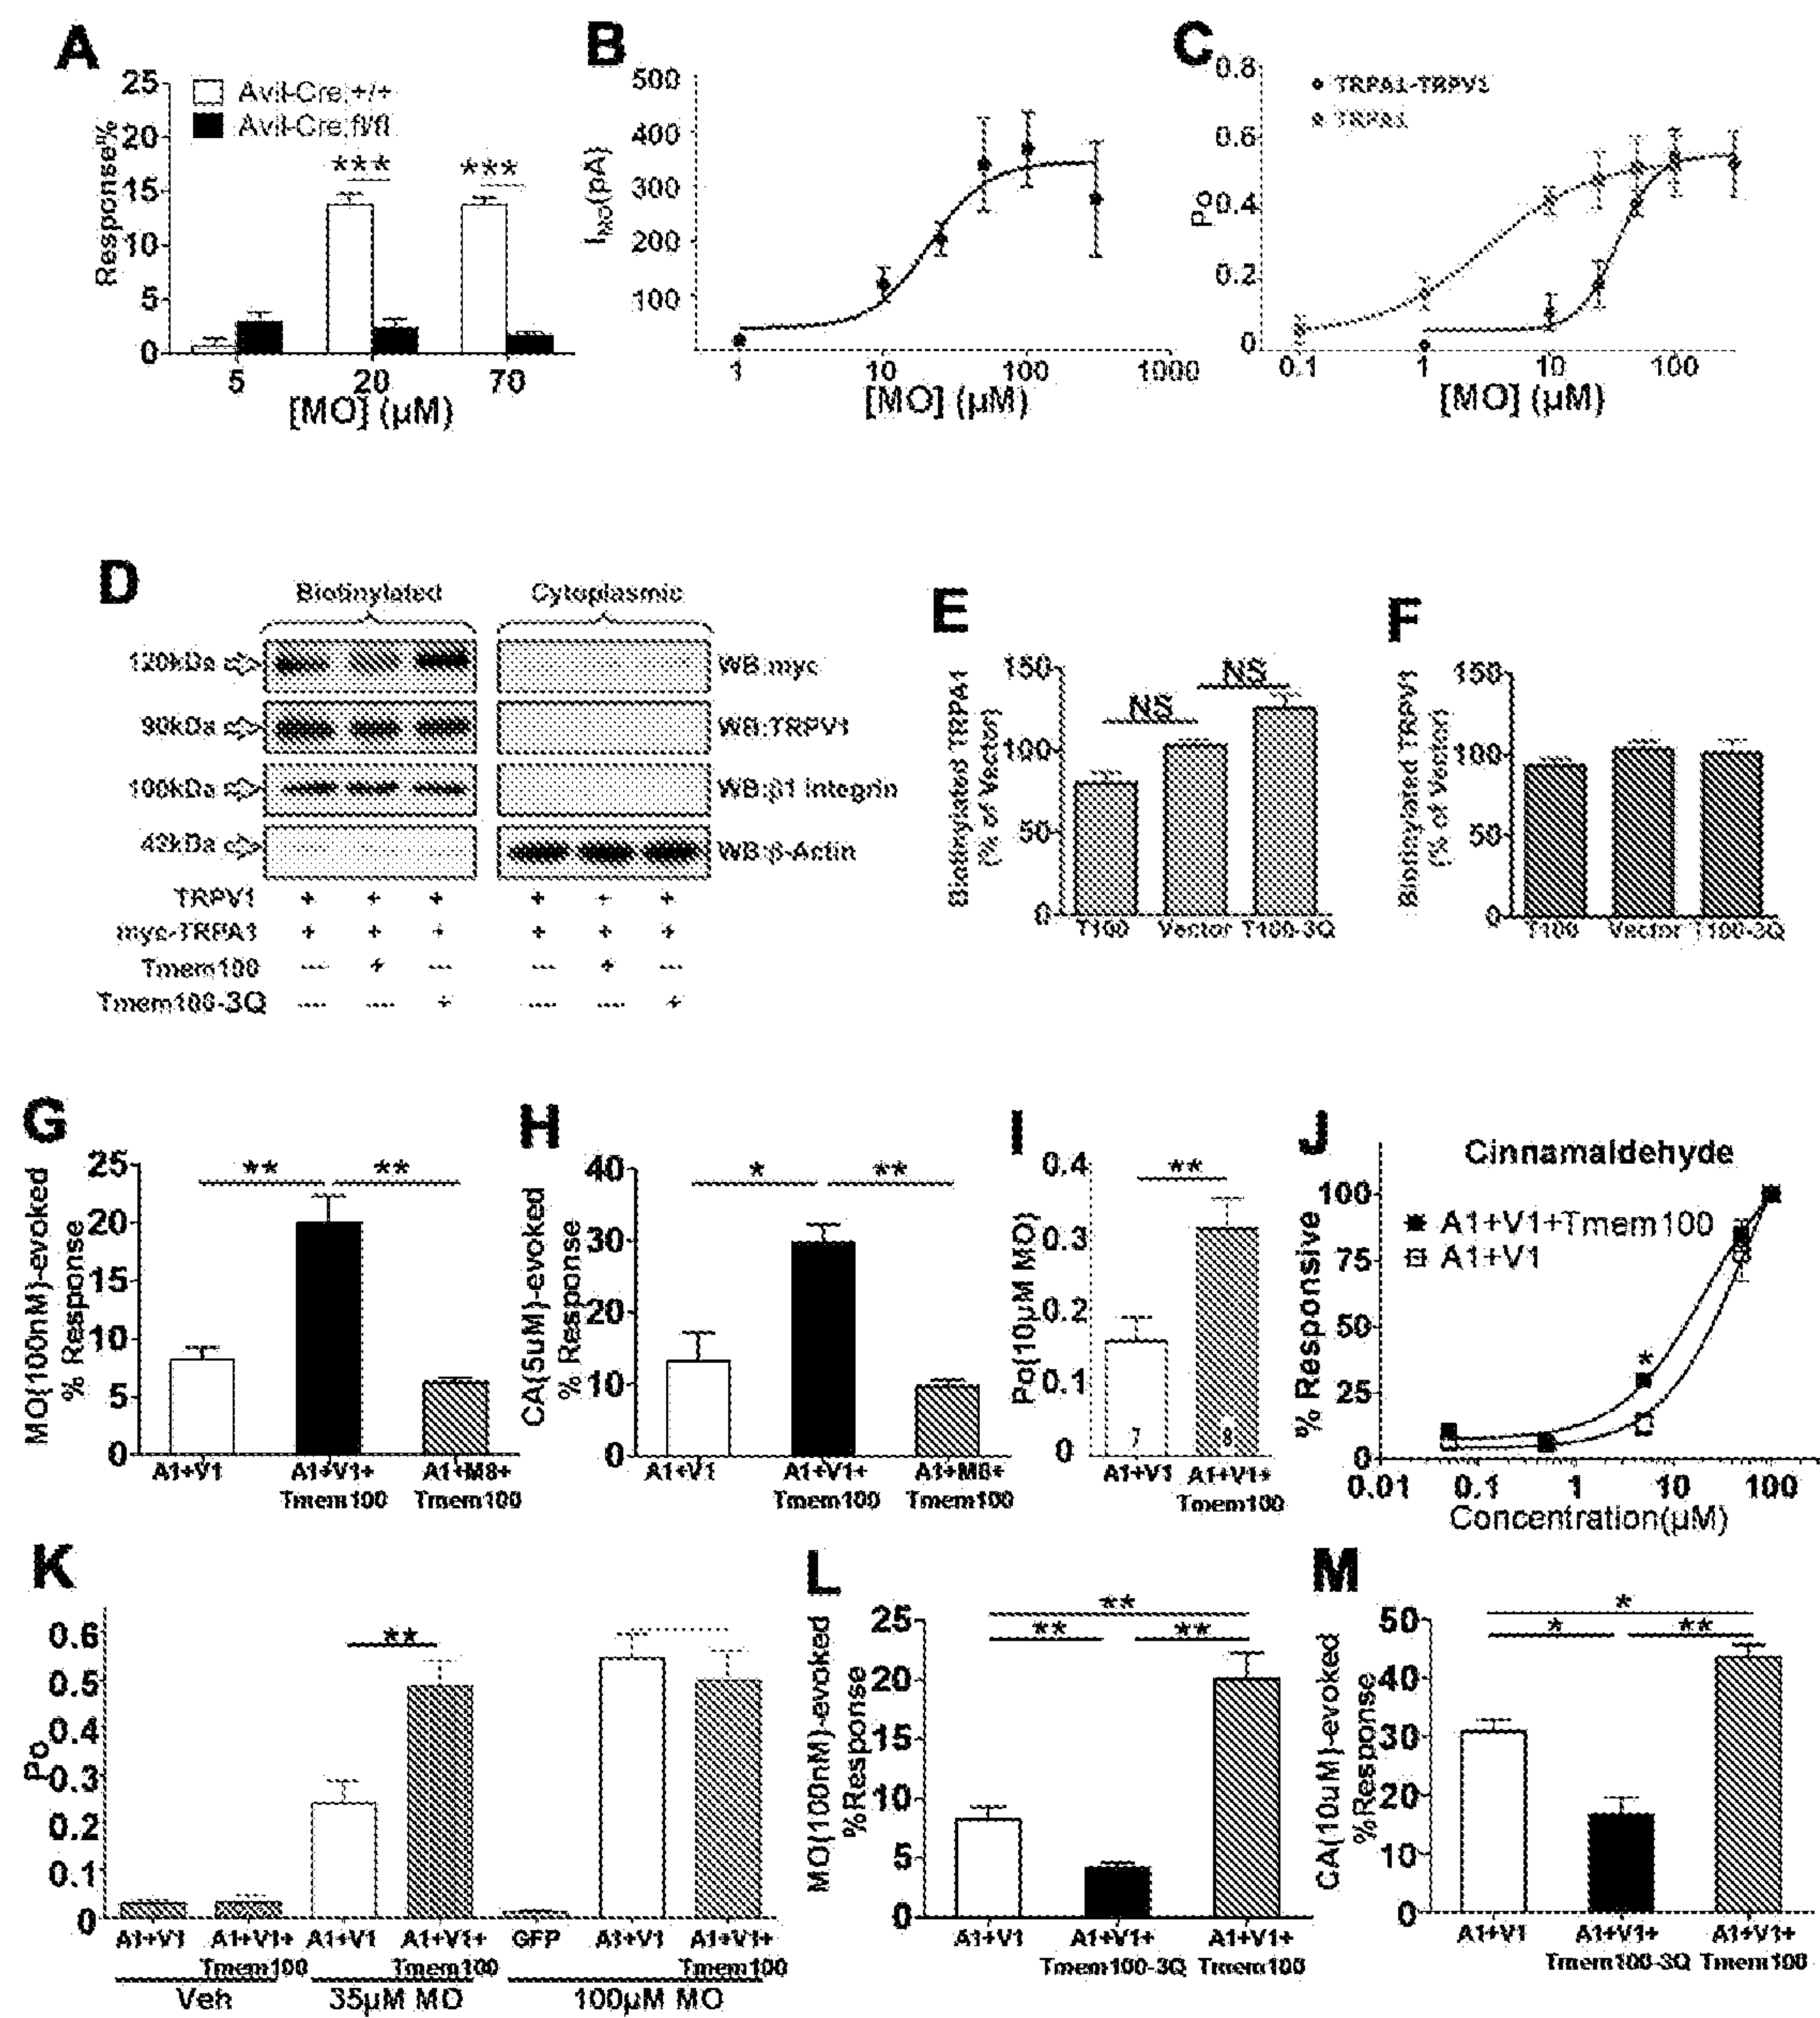 A
Response%
25
20
15
10
5
0
Avil-Cre;+/+
Avil-Cre;fl/fl
***
***
5 20 70
[MO] (µM)
B
I_MO(pA)
500
400
300
200
100
1 10 100 1000
[MO] (µM)
C
Po
0.8
0.6
0.4
0.2
0
TRPA1-TRPV1
TRPA1
0.1 1 10 100
[MO] (µM)
D
Biotinylated Cytoplasmic
120kDa WB:myc
90kDa WB:TRPV1
100kDa WB:β1 integrin
42kDa WB:β-Actin
TRPV1 + + + + + +
myc-TRPA1 + + + + + +
Tmem100 --- + --- --- + ---
Tmem100-3Q --- --- + --- --- +
E
Biotinylated TRPA1
(% of Vector)
150
100
50
0
NS
NS
T100 Vector T100-3Q
F
Biotinylated TRPV1
(% of Vector)
150
100
50
0
T100 Vector T100-3Q
G
MO(100nM)-evoked
% Response
25
20
15
10
5
0
** **
A1+V1 A1+V1+ A1+M8+
Tmem100 Tmem100
H
CA(5uM)-evoked
% Response
40
30
20
10
0
* **
A1+V1 A1+V1+ A1+M8+
Tmem100 Tmem100
I
Po(10µM MO)
0.4
0.3
0.2
0.1
0
**
7 8
A1+V1 A1+V1+
Tmem100
J
Cinnamaldehyde
% Responsive
100
75
50
25
0
A1+V1+Tmem100
A1+V1
*
0.01 0.1 1 10 100
Concentration(µM)
K
Po
0.6
0.5
0.4
0.3
0.2
0.1
0
**
A1+V1 A1+V1+ A1+V1 A1+V1+ GFP A1+V1 A1+V1+
Tmem100 Tmem100 Tmem100
Veh 35µM MO 100µM MO
L
MO(100nM)-evoked
%Response
25
20
15
10
5
0
**
** **
A1+V1 A1+V1+ A1+V1+
Tmem100-3Q Tmem100
M
CA(10uM)-evoked
%Response
50
40
30
20
10
0
*
* **
A1+V1 A1+V1+ A1+V1+
Tmem100-3Q Tmem100